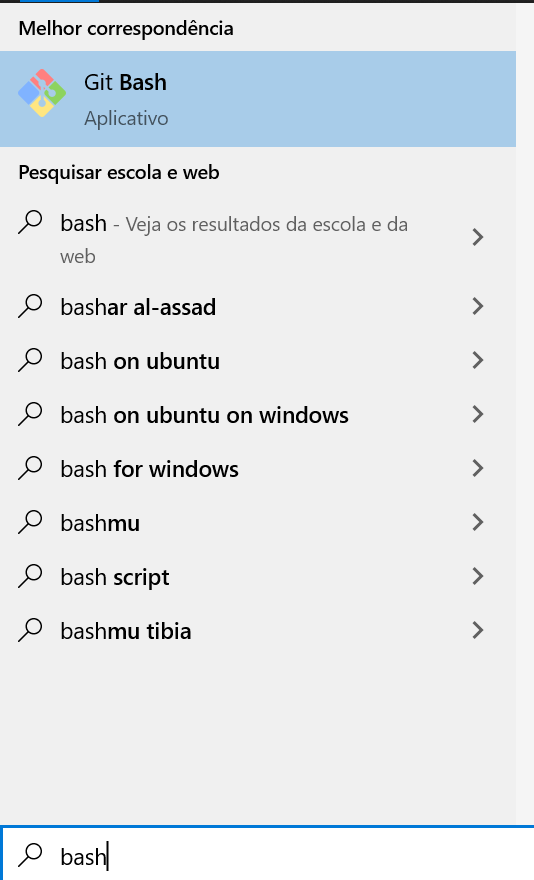 Melhor correspondência
Git Bash
Aplicativo
Pesquisar escola e web
bash - Veja os resultados da escola e da
web
bashar al-assad
bash on ubuntu
bash on ubuntu on windows
bash for windows
bashmu
bash script
bashmu tibia
bash